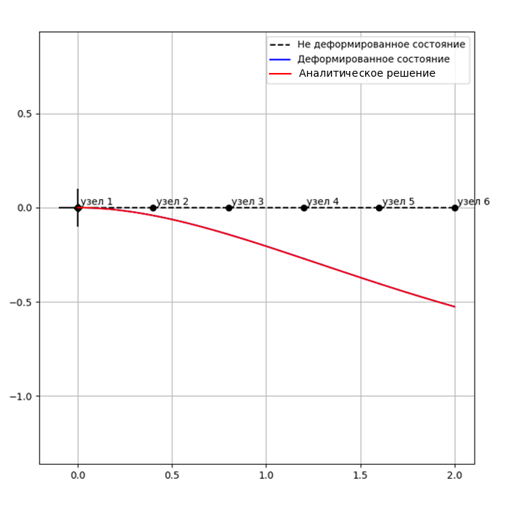 Не деформированное состояние
Деформированное состояние
Аналитическое решение
0.5
узел 1 узел 2 узел 3 узел 4 узел 5 узел 6
0.0
−0.5
−1.0
0.0 0.5 1.0 1.5 2.0